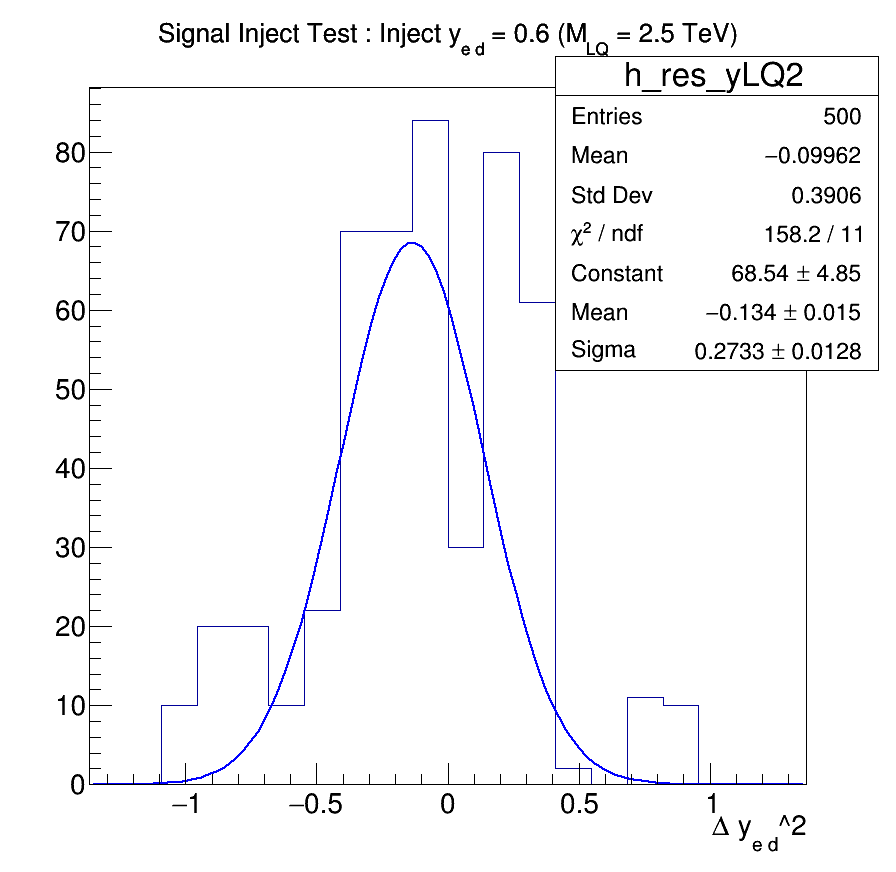 Signal Inject Test : Inject y_{e d} = 0.6 (M_{LQ} = 2.5 TeV)
h_res_yLQ2
Entries 500
Mean −0.09962
Std Dev 0.3906
χ² / ndf 158.2 / 11
Constant 68.54 ± 4.85
Mean −0.134 ± 0.015
Sigma 0.2733 ± 0.0128
80
70
60
50
40
30
20
10
0
−1 −0.5 0 0.5 1
Δ y_{e d}^2